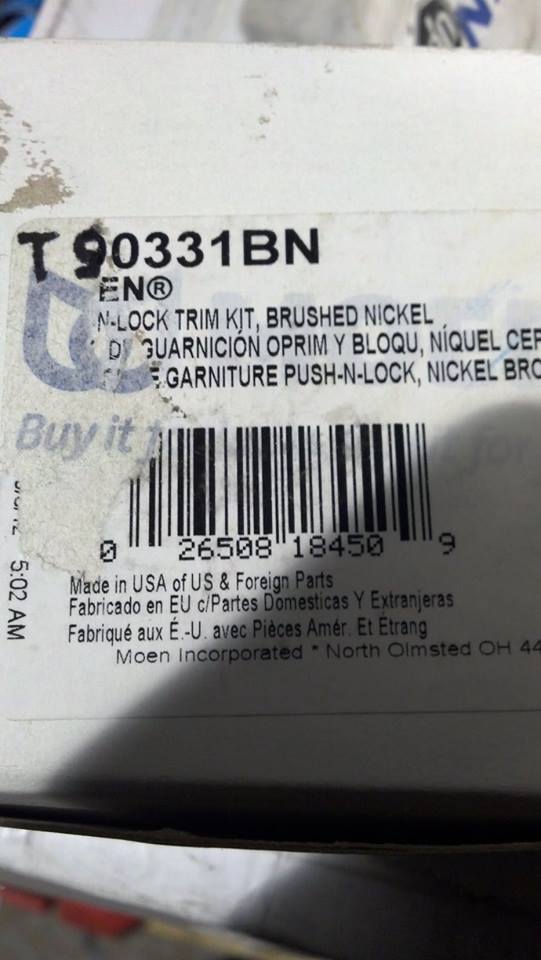 T90331BN
EN®
N-LOCK TRIM KIT, BRUSHED NICKEL
D GUARNICIÓN OPRIM Y BLOQU, NÍQUEL CEP
E GARNITURE PUSH-N-LOCK, NICKEL BRO
Buy it for
0 26508 18450 9
5:02 AM
Made in USA of US & Foreign Parts
Fabricado en EU c/Partes Domesticas Y Extranjeras
Fabriqué aux É.-U. avec Pièces Amér. Et Étrang
Moen Incorporated * North Olmsted OH 44